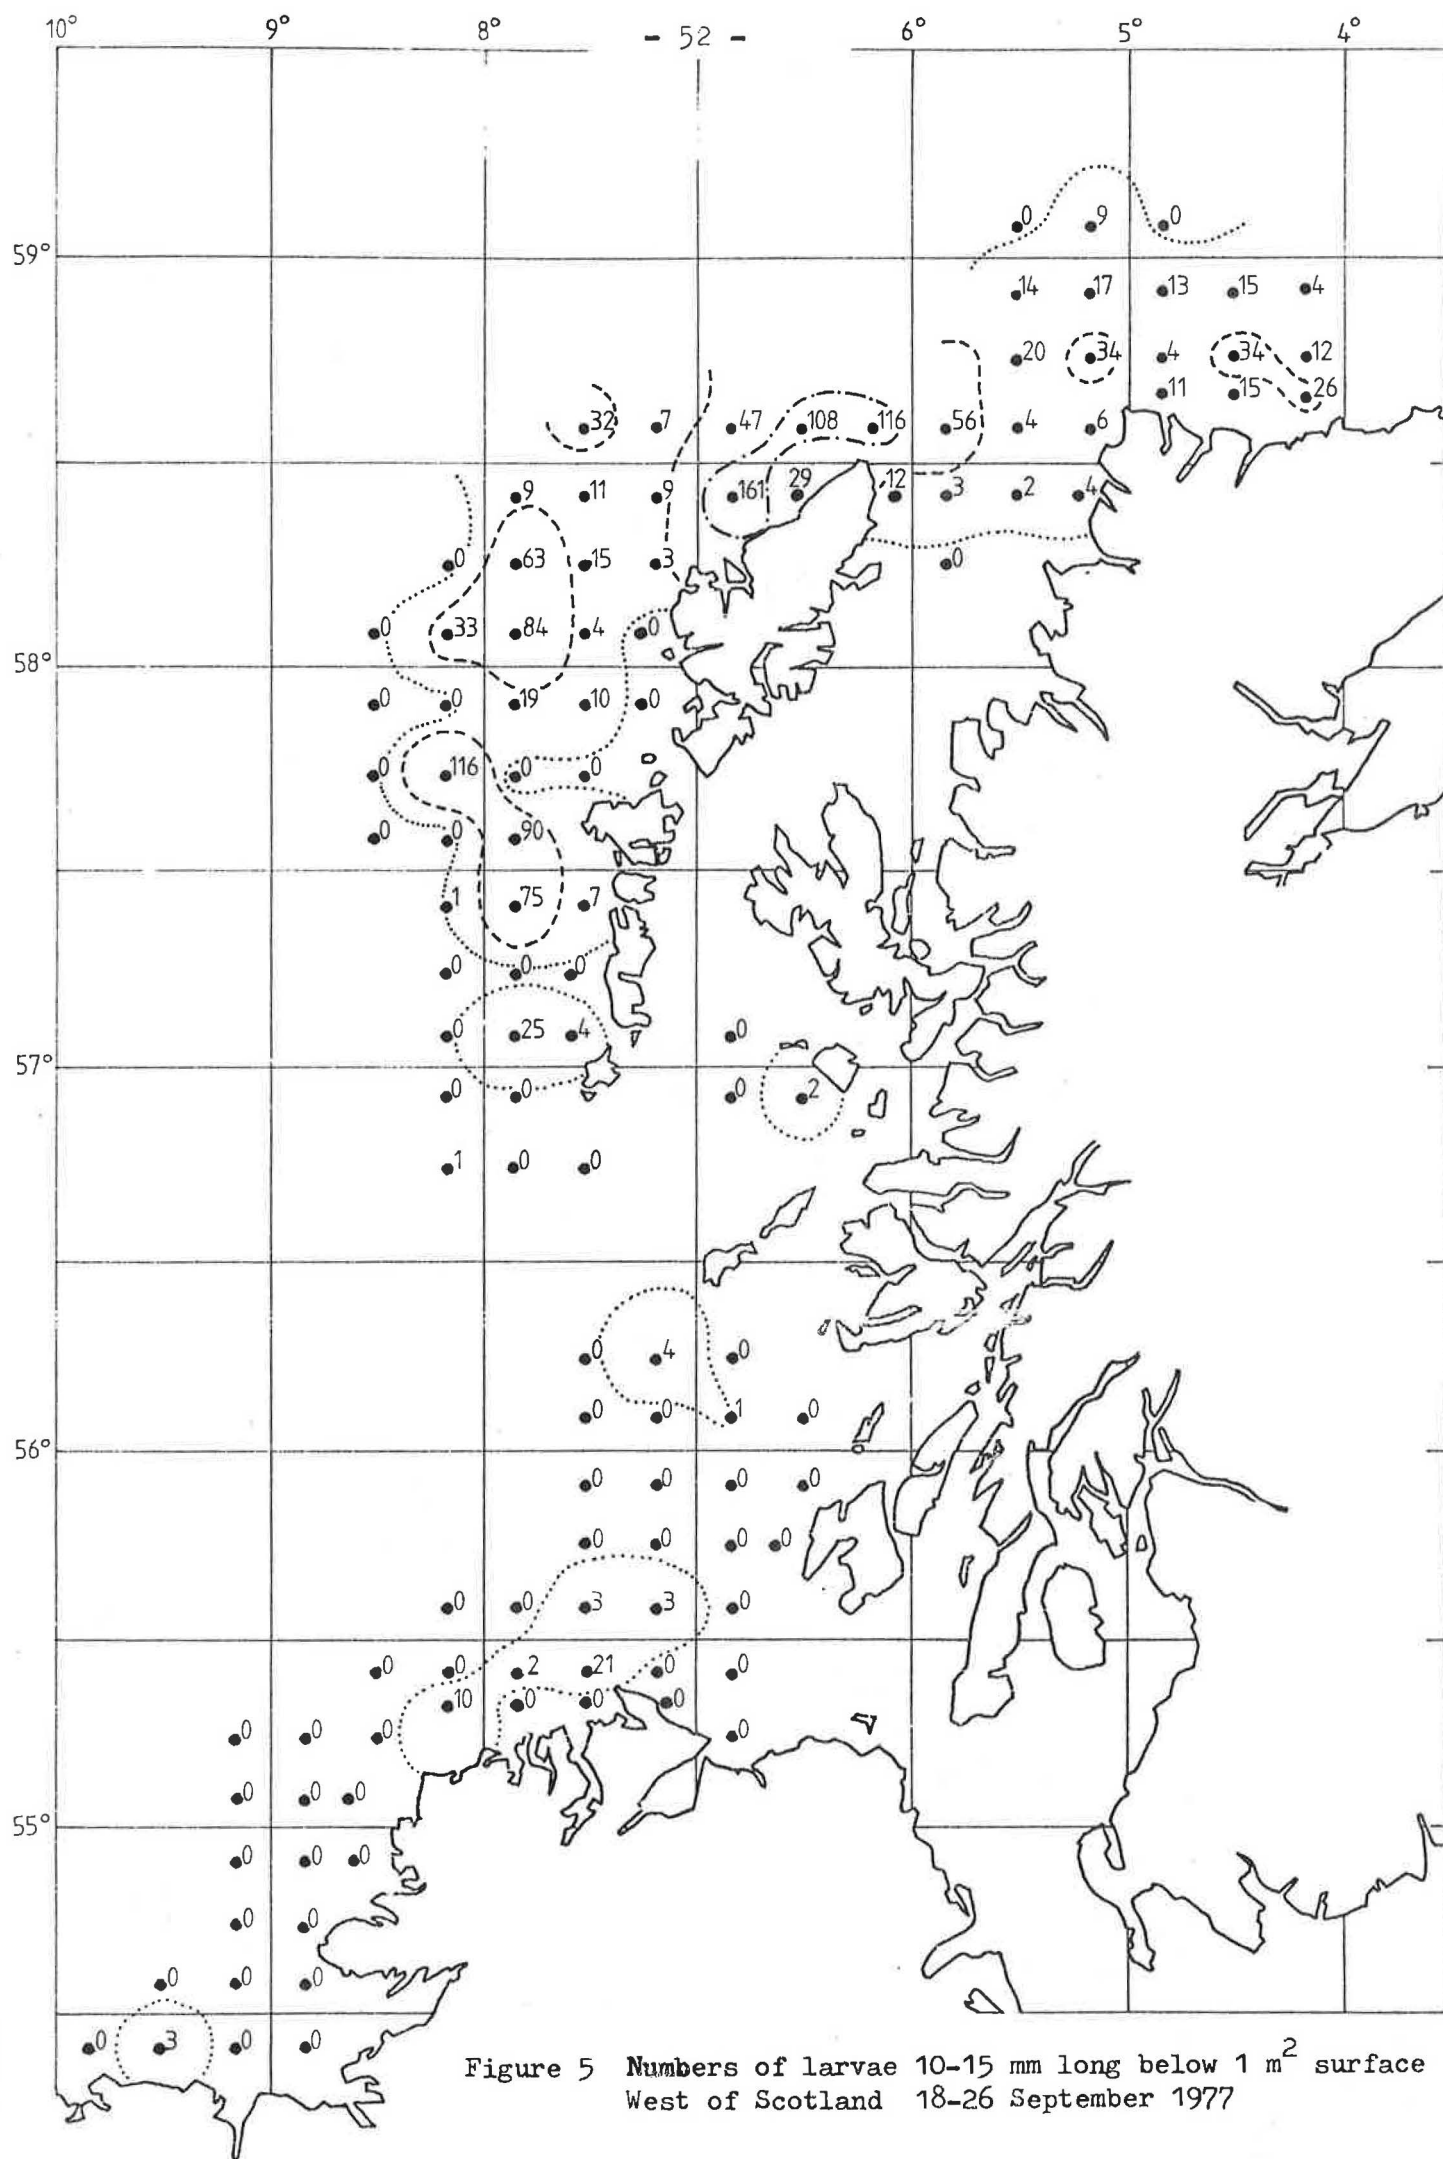 10° 9° 8° - 52 - 6° 5° 4°
0 9 0
59°
14 17 13 15 4
20 34 4 34 12
11 15 26
32 7 47 108 116 56 4 6
9 11 9 161 29 12 3 2 4
0 63 15 3 0
0 33 84 4 0
58°
0 0 19 10 0
0 116 0 0
0 0 90
1 75 7
0 0 0
0 25 4 0
57°
0 0 0 2
1 0 0
0 4 0
0 0 1 0
56°
0 0 0 0
0 0 0 0
0 0 3 3 0
0 0 2 21 0 0
10 0 0 0
0 0 0 0
0 0 0
55°
0 0 0
0 0
0 0 0
0 3 0 0
Figure 5 Numbers of larvae 10-15 mm long below 1 m² surface
West of Scotland 18-26 September 1977